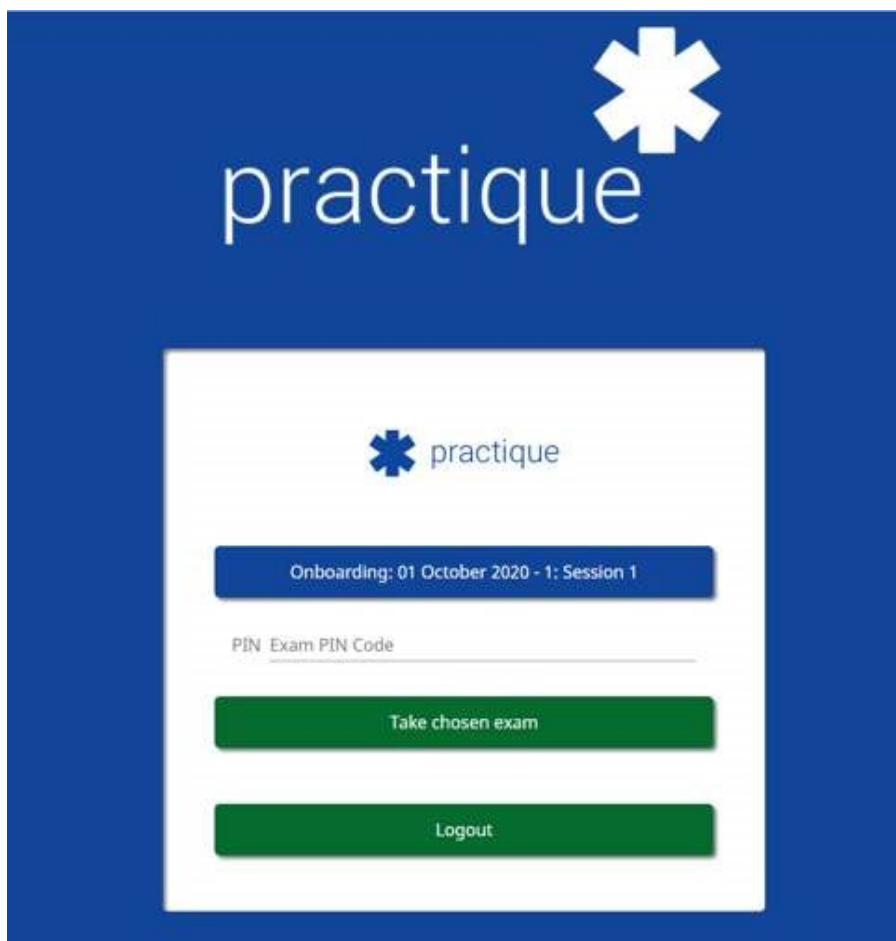 practique
practique
Onboarding: 01 October 2020 - 1: Session 1
PIN Exam PIN Code
Take chosen exam
Logout